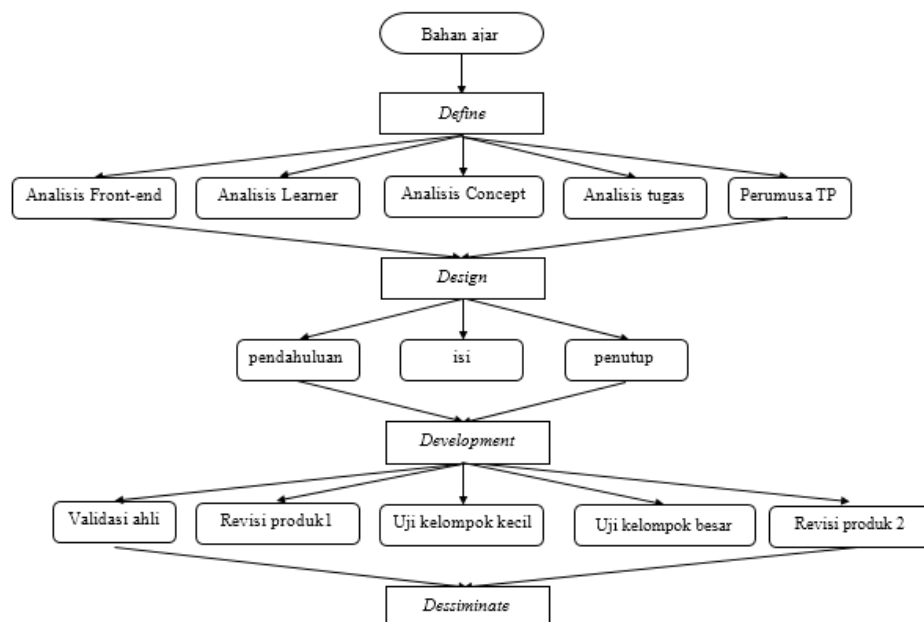 Bahan ajar
Define
Analisis Front-end
Analisis Learner
Analisis Concept
Analisis tugas
Perumusa TP
Design
pendahuluan
isi
penutup
Development
Validasi ahli
Revisi produk1
Uji kelompok kecil
Uji kelompok besar
Revisi produk 2
Dessiminate